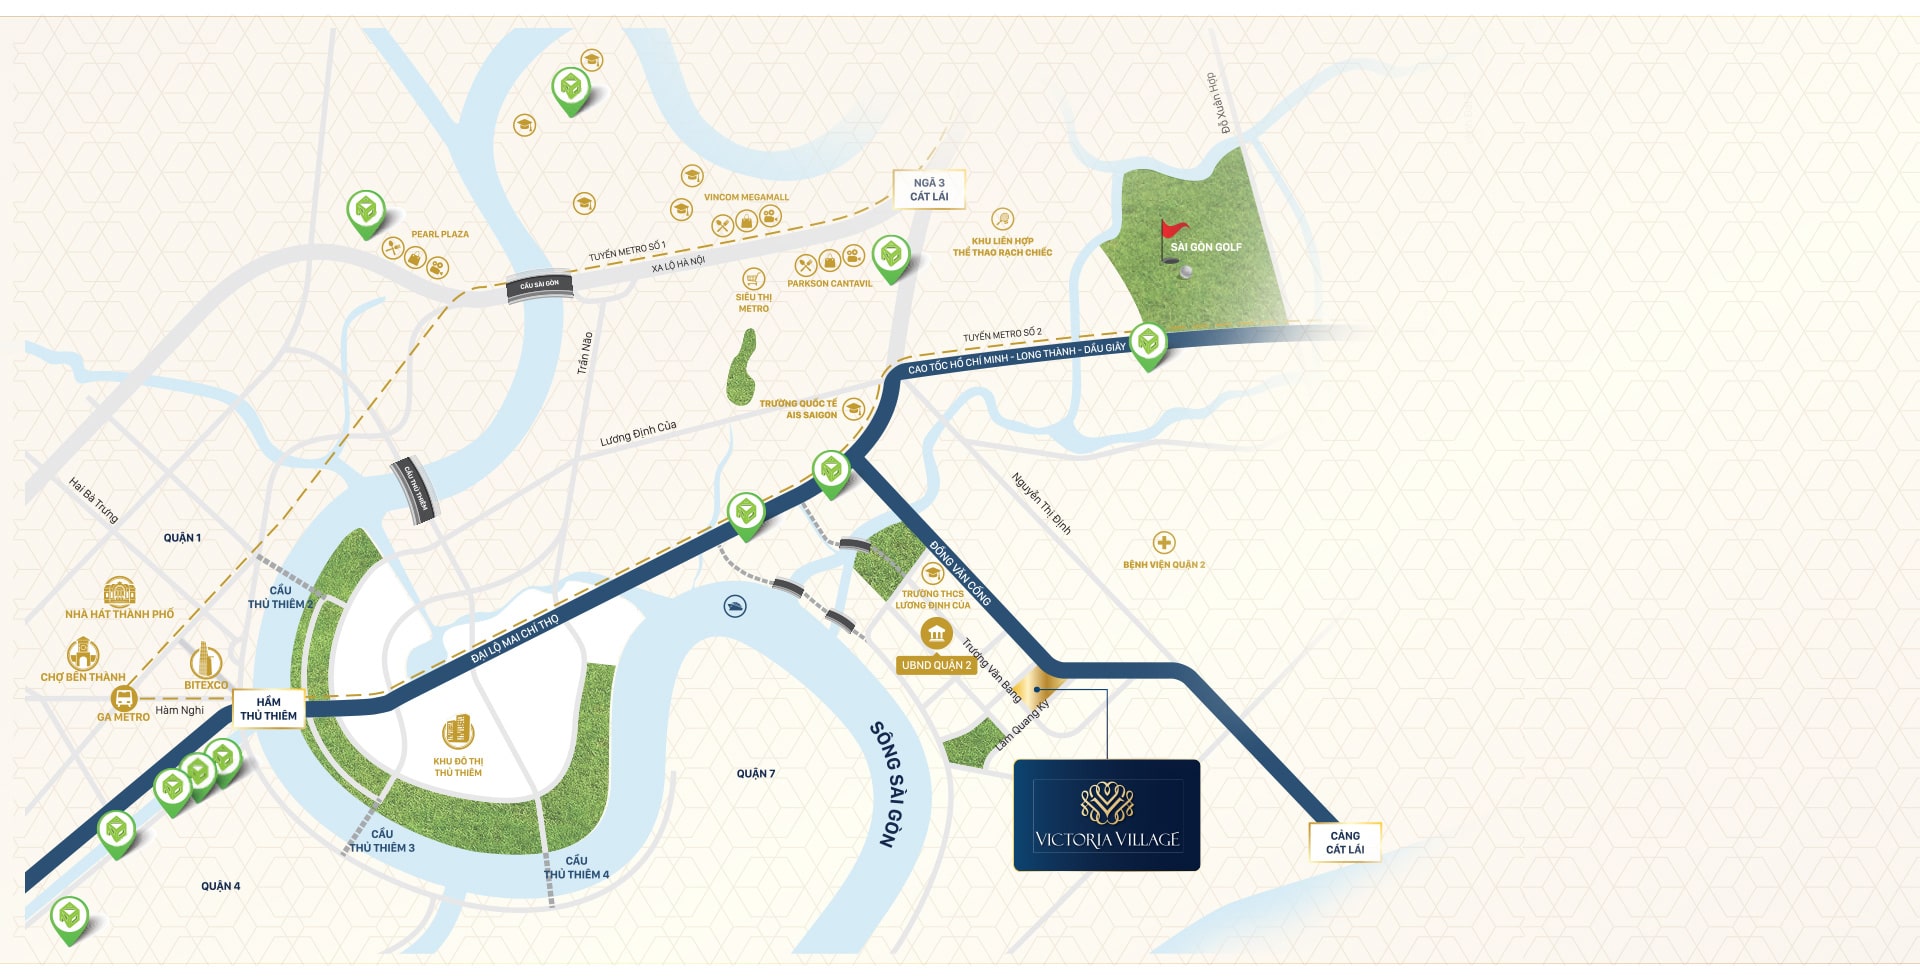 Đỗ Xuân Hợp
NGÃ 3
CÁT LÁI
VINCOM MEGAMALL
PEARL PLAZA
TUYẾN METRO SỐ 1
XA LỘ HÀ NỘI
KHU LIÊN HỢP
THỂ THAO RẠCH CHIẾC
SÀI GÒN GOLF
CẦU SÀI GÒN
SIÊU THỊ
METRO
PARKSON CANTAVIL
TUYẾN METRO SỐ 2
CAO TỐC HỒ CHÍ MINH - LONG THÀNH - DẦU GIÂY
Trần Não
TRƯỜNG QUỐC TẾ
AIS SAIGON
Lương Định Của
CẦU THỦ THIÊM
Hai Bà Trưng
Nguyễn Thị Định
QUẬN 1
BỆNH VIỆN QUẬN 2
ĐỒNG VĂN CỐNG
CẦU
THỦ THIÊM 2
TRƯỜNG THCS
LƯƠNG ĐỊNH CỦA
NHÀ HÁT THÀNH PHỐ
ĐẠI LỘ MAI CHÍ THỌ
UBND QUẬN 2
Trương Văn Bang
CHỢ BẾN THÀNH
BITEXCO
GA METRO
Hàm Nghi
HẦM
THỦ THIÊM
Lâm Quang Ky
KHU ĐÔ THỊ
THỦ THIÊM
QUẬN 7
SÔNG SÀI GÒN
VICTORIA VILLAGE
CẦU
THỦ THIÊM 3
CẢNG
CÁT LÁI
CẦU
THỦ THIÊM 4
QUẬN 4